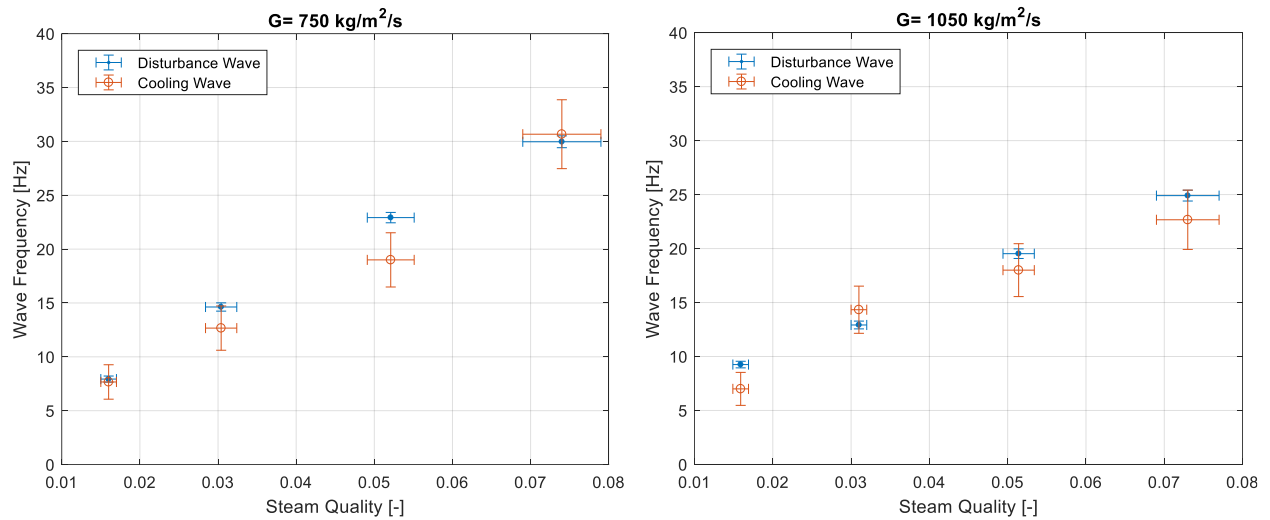 G= 750 kg/m²/s
40
35
30
25
20
15
10
5
0
Wave Frequency [Hz]
Disturbance Wave
Cooling Wave
0.01 0.02 0.03 0.04 0.05 0.06 0.07 0.08
Steam Quality [-]
G= 1050 kg/m²/s
40
35
30
25
20
15
10
5
0
Wave Frequency [Hz]
Disturbance Wave
Cooling Wave
0.01 0.02 0.03 0.04 0.05 0.06 0.07 0.08
Steam Quality [-]